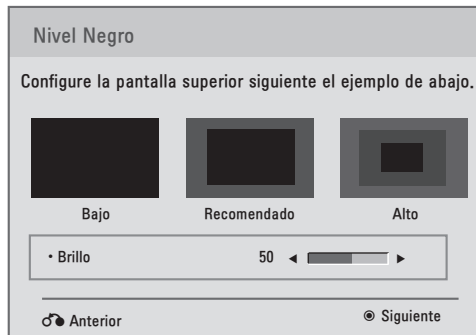 Nivel Negro
Configure la pantalla superior siguiente el ejemplo de abajo.
Bajo Recomendado Alto
• Brillo 50 ◄ ►
Anterior ◉ Siguiente